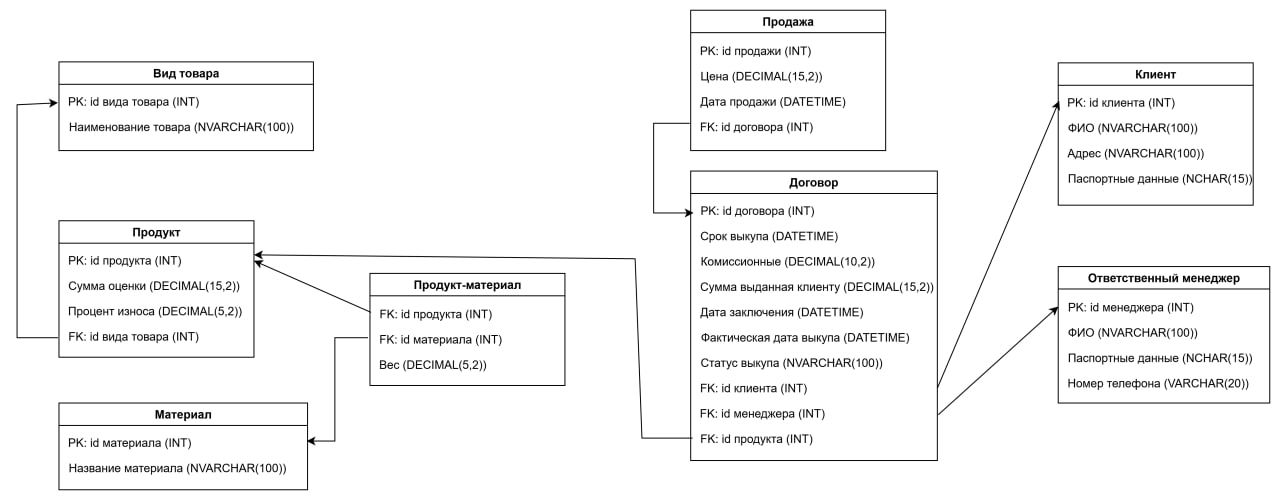 Вид товара
PK: id вида товара (INT)
Наименование товара (NVARCHAR(100))
Продукт
PK: id продукта (INT)
Сумма оценки (DECIMAL(15,2))
Процент износа (DECIMAL(5,2))
FK: id вида товара (INT)
Материал
PK: id материала (INT)
Название материала (NVARCHAR(100))
Продукт-материал
FK: id продукта (INT)
FK: id материала (INT)
Вес (DECIMAL(5,2))
Продажа
PK: id продажи (INT)
Цена (DECIMAL(15,2))
Дата продажи (DATETIME)
FK: id договора (INT)
Договор
PK: id договора (INT)
Срок выкупа (DATETIME)
Комиссионные (DECIMAL(10,2))
Сумма выданная клиенту (DECIMAL(15,2))
Дата заключения (DATETIME)
Фактическая дата выкупа (DATETIME)
Статус выкупа (NVARCHAR(100))
FK: id клиента (INT)
FK: id менеджера (INT)
FK: id продукта (INT)
Клиент
PK: id клиента (INT)
ФИО (NVARCHAR(100))
Адрес (NVARCHAR(100))
Паспортные данные (NCHAR(15))
Ответственный менеджер
PK: id менеджера (INT)
ФИО (NVARCHAR(100))
Паспортные данные (NCHAR(15))
Номер телефона (VARCHAR(20))